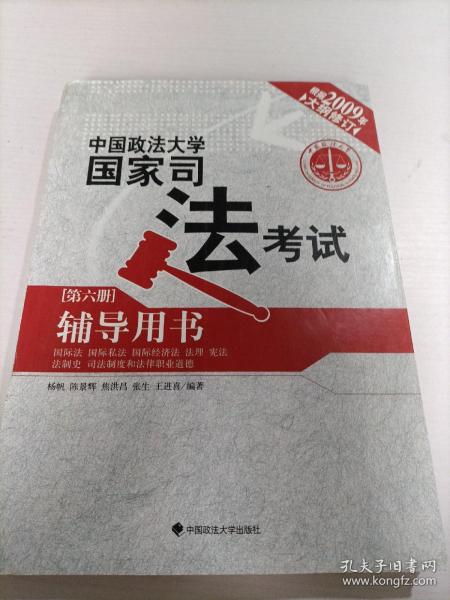 根据2009年
大纲修订
中国政法大学
国家司
法考试
[第六册]
辅导用书
国际法 国际私法 国际经济法 法理 宪法
法制史 司法制度和法律职业道德
杨帆 陈景辉 焦洪昌 张生 王进喜/编著
中国政法大学出版社
孔夫子旧书网
www.kongfz.com